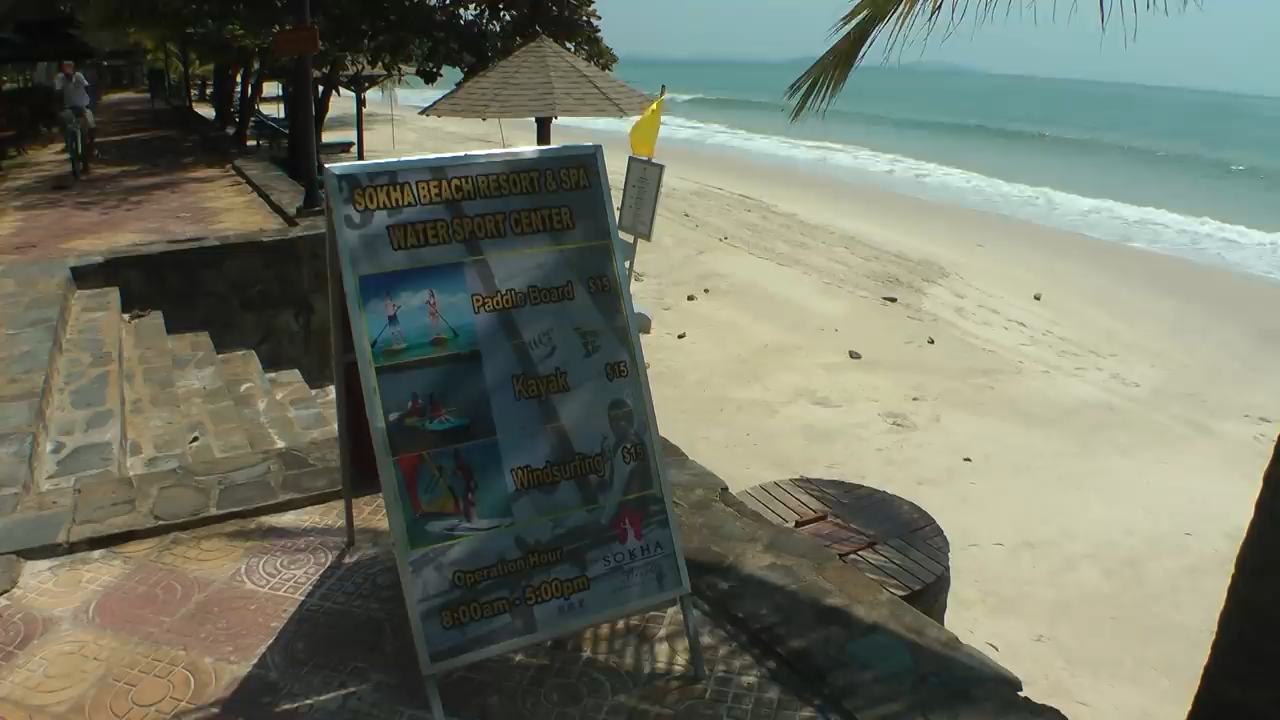 SOKHA BEACH RESORT & SPA
WATER SPORT CENTER
Paddle Board $15
Kayak $15
Windsurfing $15
Operation Hour
8:00am - 5:00pm
SOKHA